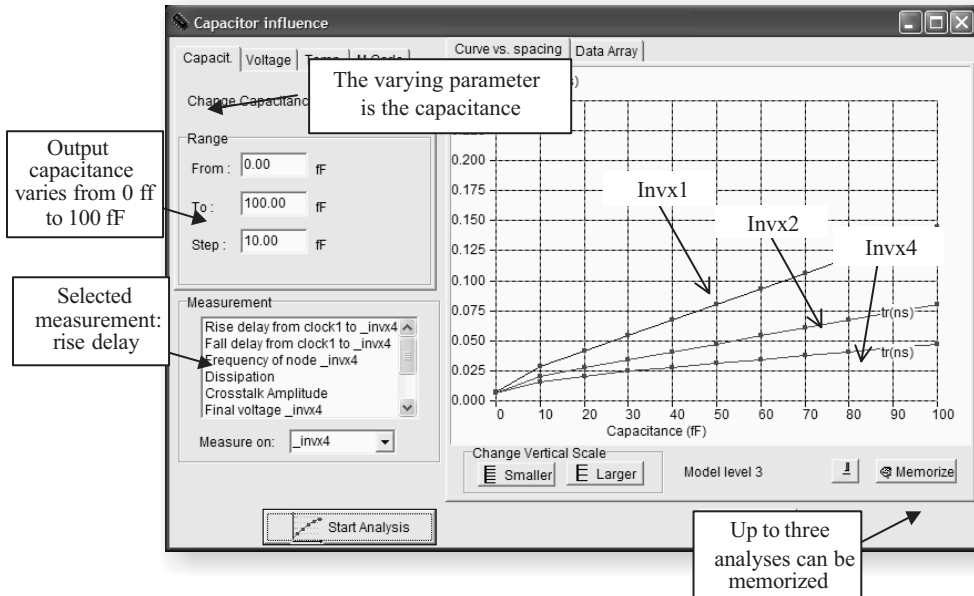 Capacitor influence
Capacit.
Voltage
Curve vs. spacing
Data Array
Change Capacitance
The varying parameter
is the capacitance
Output
capacitance
varies from 0 ff
to 100 fF
Range
From :
0.00
fF
To :
100.00
fF
Step :
10.00
fF
Selected
measurement:
rise delay
Measurement
Rise delay from clock1 to _invx4
Fall delay from clock1 to _invx4
Frequency of node _invx4
Dissipation
Crosstalk Amplitude
Final voltage _invx4
Measure on:
_invx4
Start Analysis
0.200
0.175
0.150
0.125
0.100
0.075
0.050
0.025
0.000
Invx1
Invx2
Invx4
tr(ns)
tr(ns)
0 10 20 30 40 50 60 70 80 90 100
Capacitance (fF)
Change Vertical Scale
Smaller
Larger
Model level 3
Memorize
Up to three
analyses can be
memorized